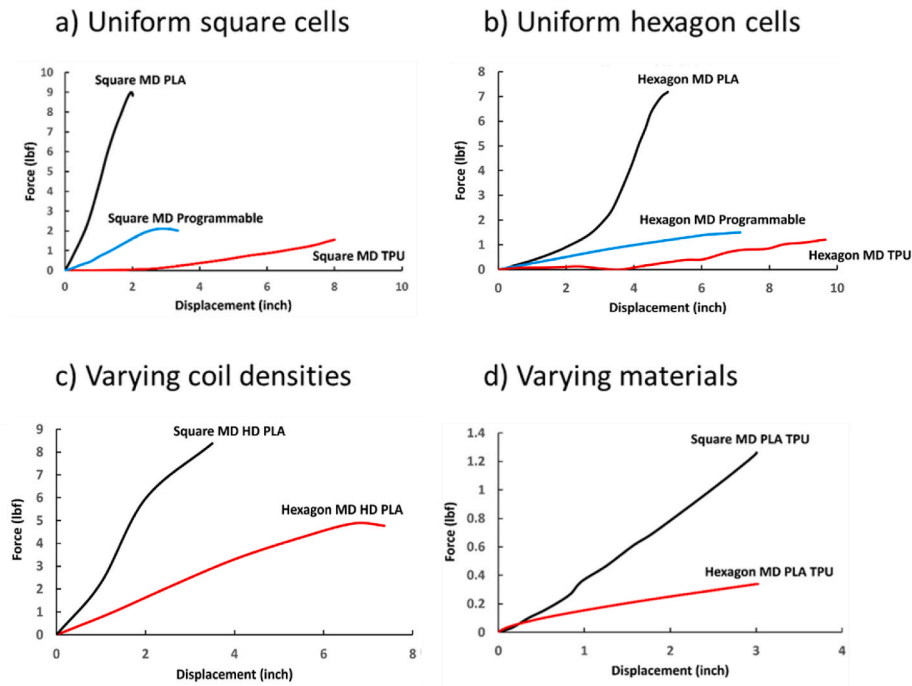 a) Uniform square cells
b) Uniform hexagon cells
10
9
8
7
6
5
4
3
2
1
0
Force (lbf)
Square MD PLA
Square MD Programmable
Square MD TPU
0 2 4 6 8 10
Displacement (inch)
8
7
6
5
4
3
2
1
0
Force (lbf)
Hexagon MD PLA
Hexagon MD Programmable
Hexagon MD TPU
0 2 4 6 8 10
Displacement (inch)
c) Varying coil densities
d) Varying materials
9
8
7
6
5
4
3
2
1
0
Force (lbf)
Square MD HD PLA
Hexagon MD HD PLA
0 2 4 6 8
Displacement (inch)
1.4
1.2
1
0.8
0.6
0.4
0.2
0
Force (lbf)
Square MD PLA TPU
Hexagon MD PLA TPU
0 1 2 3 4
Displacement (inch)